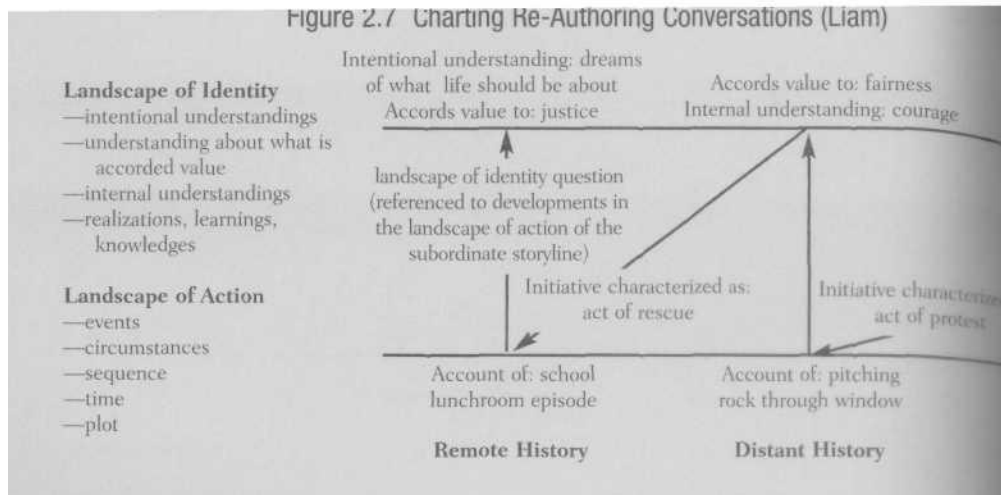 Figure 2.7 Charting Re-Authoring Conversations (Liam)
Landscape of Identity
—intentional understandings
—understanding about what is
accorded value
—internal understandings
—realizations, learnings,
knowledges
Landscape of Action
—events
—circumstances
—sequence
—time
—plot
Intentional understanding: dreams
of what life should be about
Accords value to: justice
landscape of identity question
(referenced to developments in
the landscape of action of the
subordinate storyline)
Initiative characterized as:
act of rescue
Account of: school
lunchroom episode
Remote History
Accords value to: fairness
Internal understanding: courage
Initiative
act of protest
Account of: pitching
rock through window
Distant History